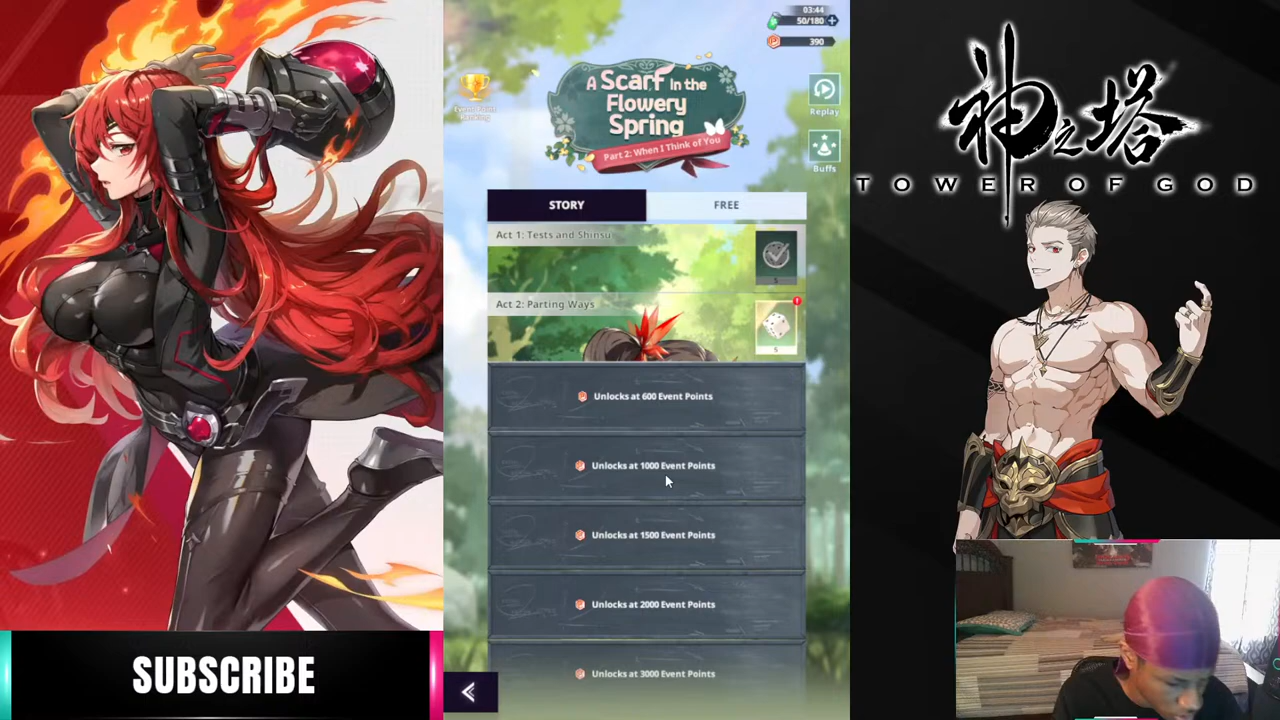 03:44
50/180
390
A Scarf In the
Flowery
Spring
Part 2: When I Think of You
Replay
Buffs
STORY
FREE
Act 1: Tests and Shinsu
5
Act 2: Parting Ways
5
Unlocks at 600 Event Points
Unlocks at 1000 Event Points
Unlocks at 1500 Event Points
Unlocks at 2000 Event Points
Unlocks at 3000 Event Points
SUBSCRIBE
神之塔
TOWER OF GOD